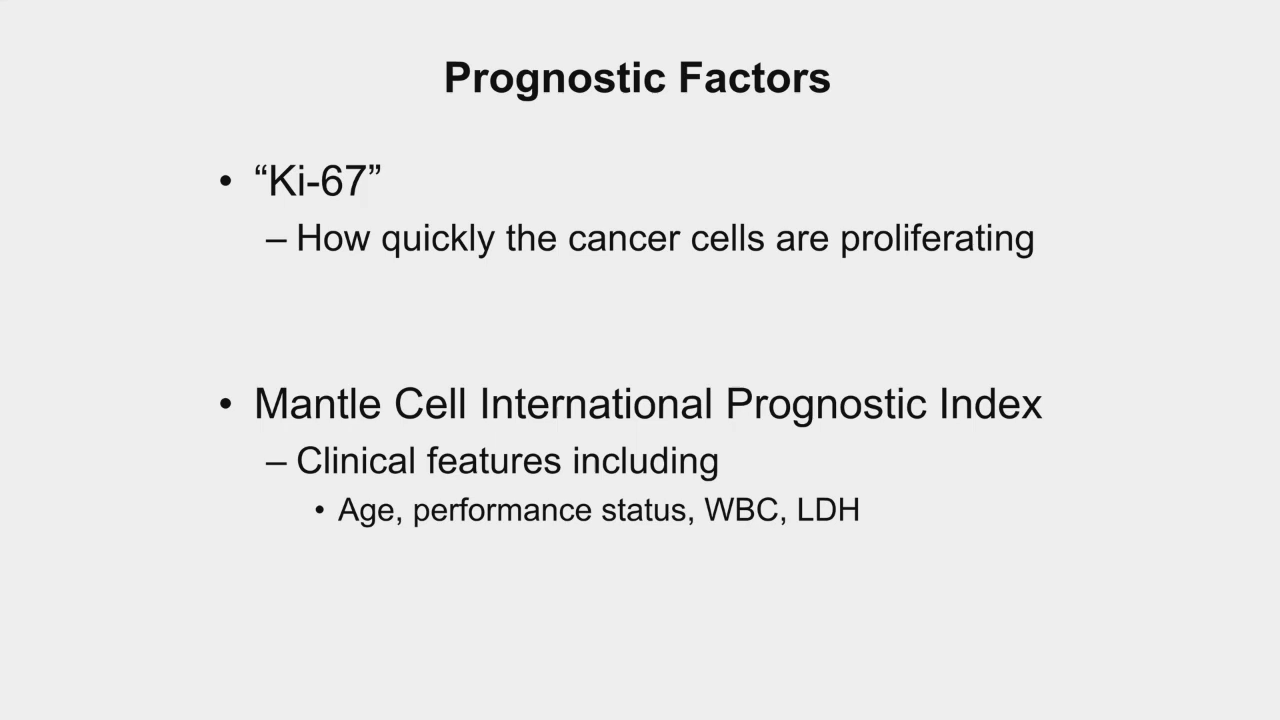 Prognostic Factors
• “Ki-67”
– How quickly the cancer cells are proliferating
• Mantle Cell International Prognostic Index
– Clinical features including
• Age, performance status, WBC, LDH